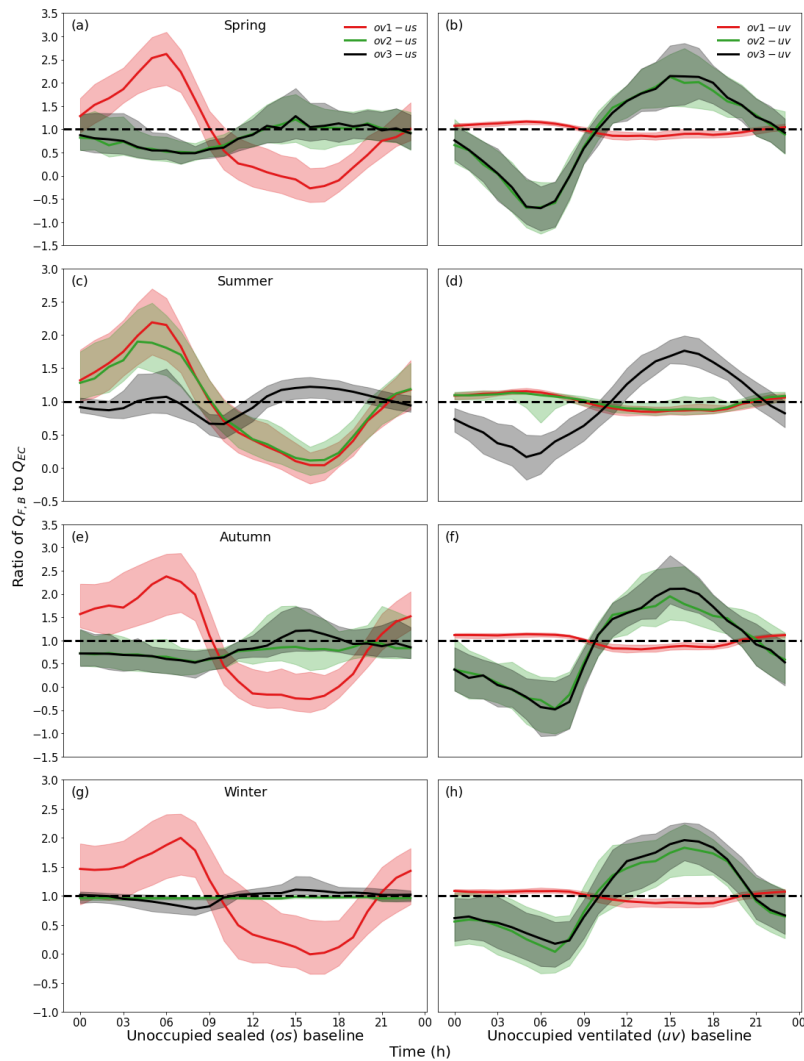 (a) Spring
ov1 − us
ov2 − us
ov3 − us
3.5
3.0
2.5
2.0
1.5
1.0
0.5
0.0
−0.5
−1.0
−1.5
(b)
ov1 − uv
ov2 − uv
ov3 − uv
(c) Summer
3.0
2.5
2.0
1.5
1.0
0.5
0.0
−0.5
(d)
Ratio of Q_{F,B} to Q_{EC}
(e) Autumn
3.5
3.0
2.5
2.0
1.5
1.0
0.5
0.0
−0.5
−1.0
−1.5
(f)
(g) Winter
3.0
2.5
2.0
1.5
1.0
0.5
0.0
−0.5
−1.0
(h)
00 03 06 09 12 15 18 21 00 03 06 09 12 15 18 21 00
Unoccupied sealed (os) baseline Unoccupied ventilated (uv) baseline
Time (h)